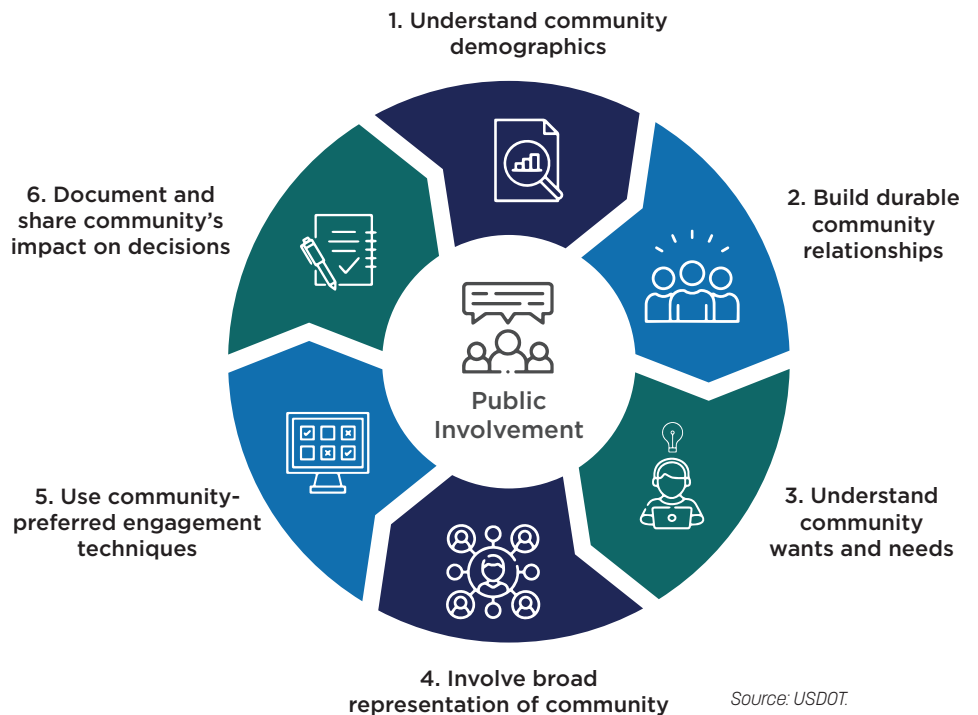 1. Understand community
demographics
2. Build durable
community
relationships
3. Understand
community
wants and needs
4. Involve broad
representation of community
5. Use community-
preferred engagement
techniques
6. Document and
share community’s
impact on decisions
Public
Involvement
Source: USDOT.